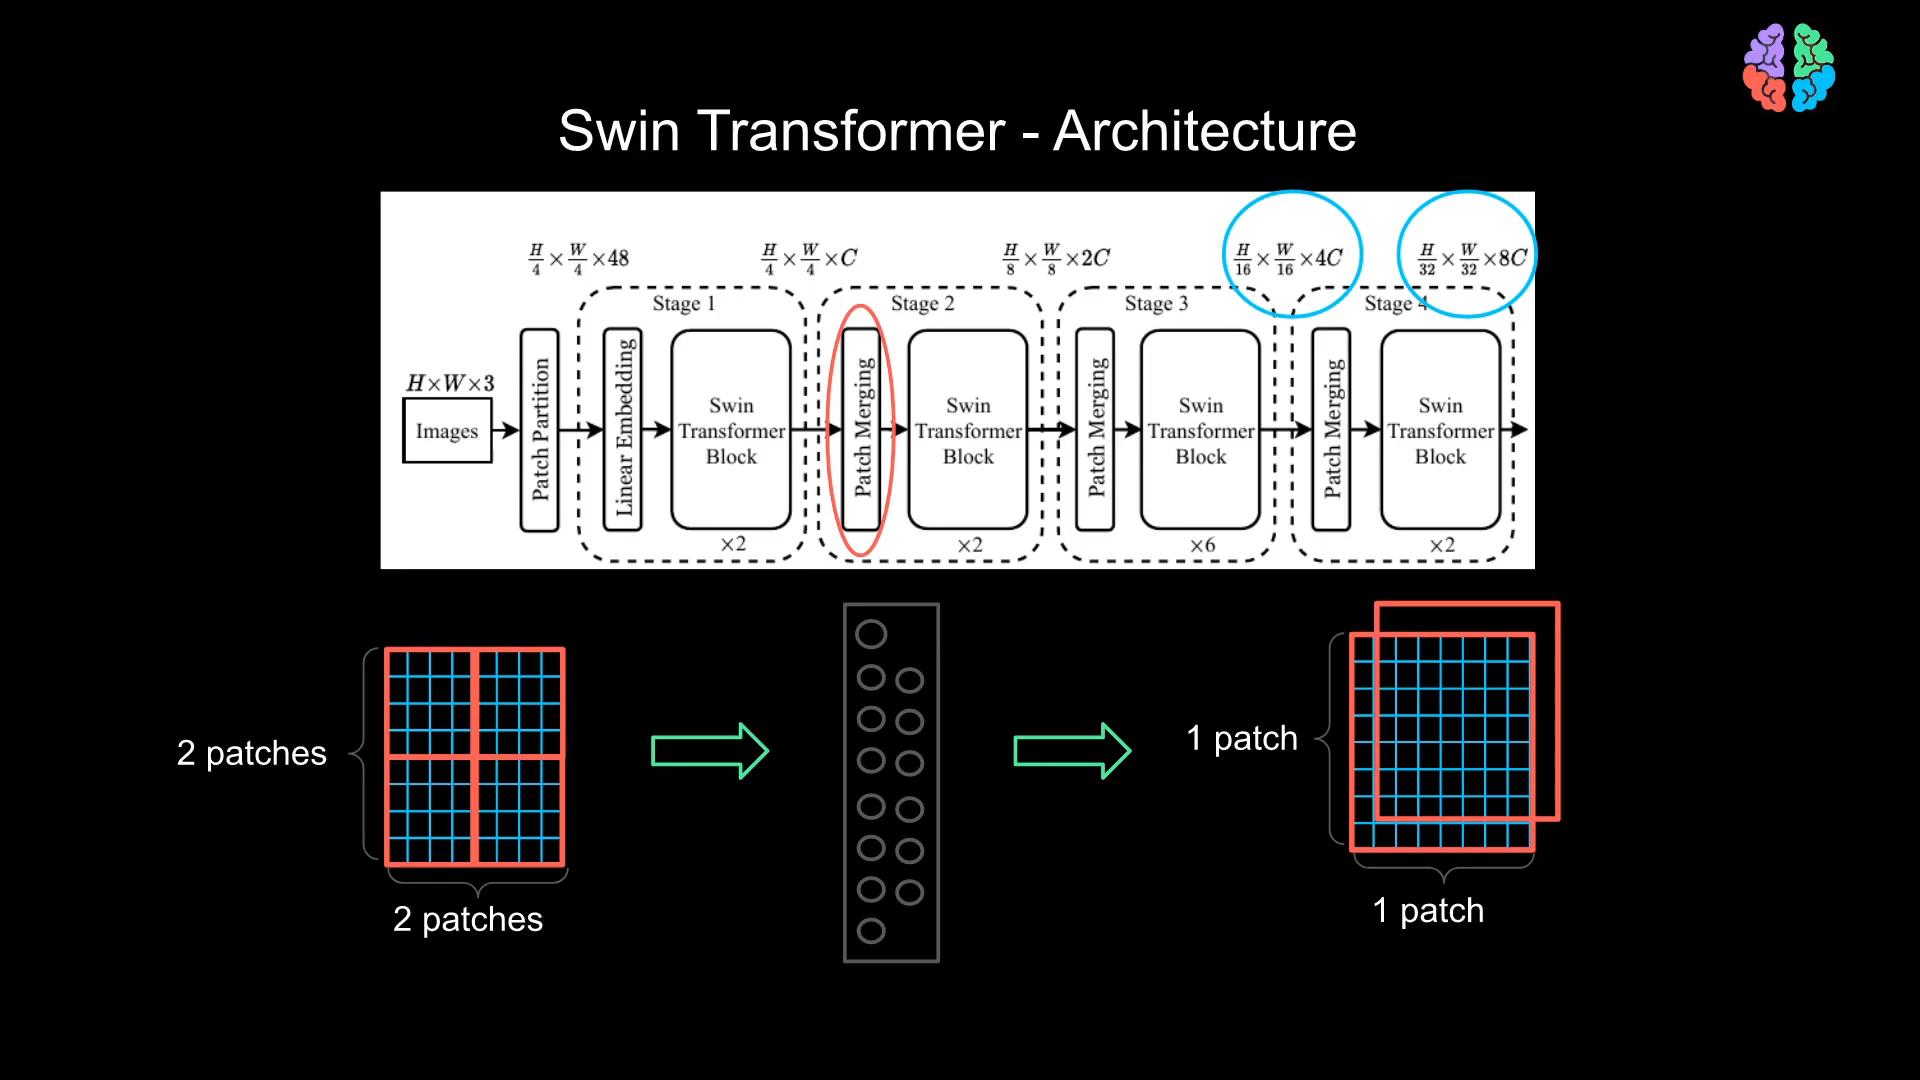 Swin Transformer - Architecture
H/4 × W/4 × 48
H/4 × W/4 × C
H/8 × W/8 × 2C
H/16 × W/16 × 4C
H/32 × W/32 × 8C
Stage 1
Stage 2
Stage 3
Stage 4
H×W×3
Images
Patch Partition
Linear Embedding
Swin
Transformer
Block
×2
Patch Merging
Swin
Transformer
Block
×2
Patch Merging
Swin
Transformer
Block
×6
Patch Merging
Swin
Transformer
Block
×2
2 patches
2 patches
1 patch
1 patch